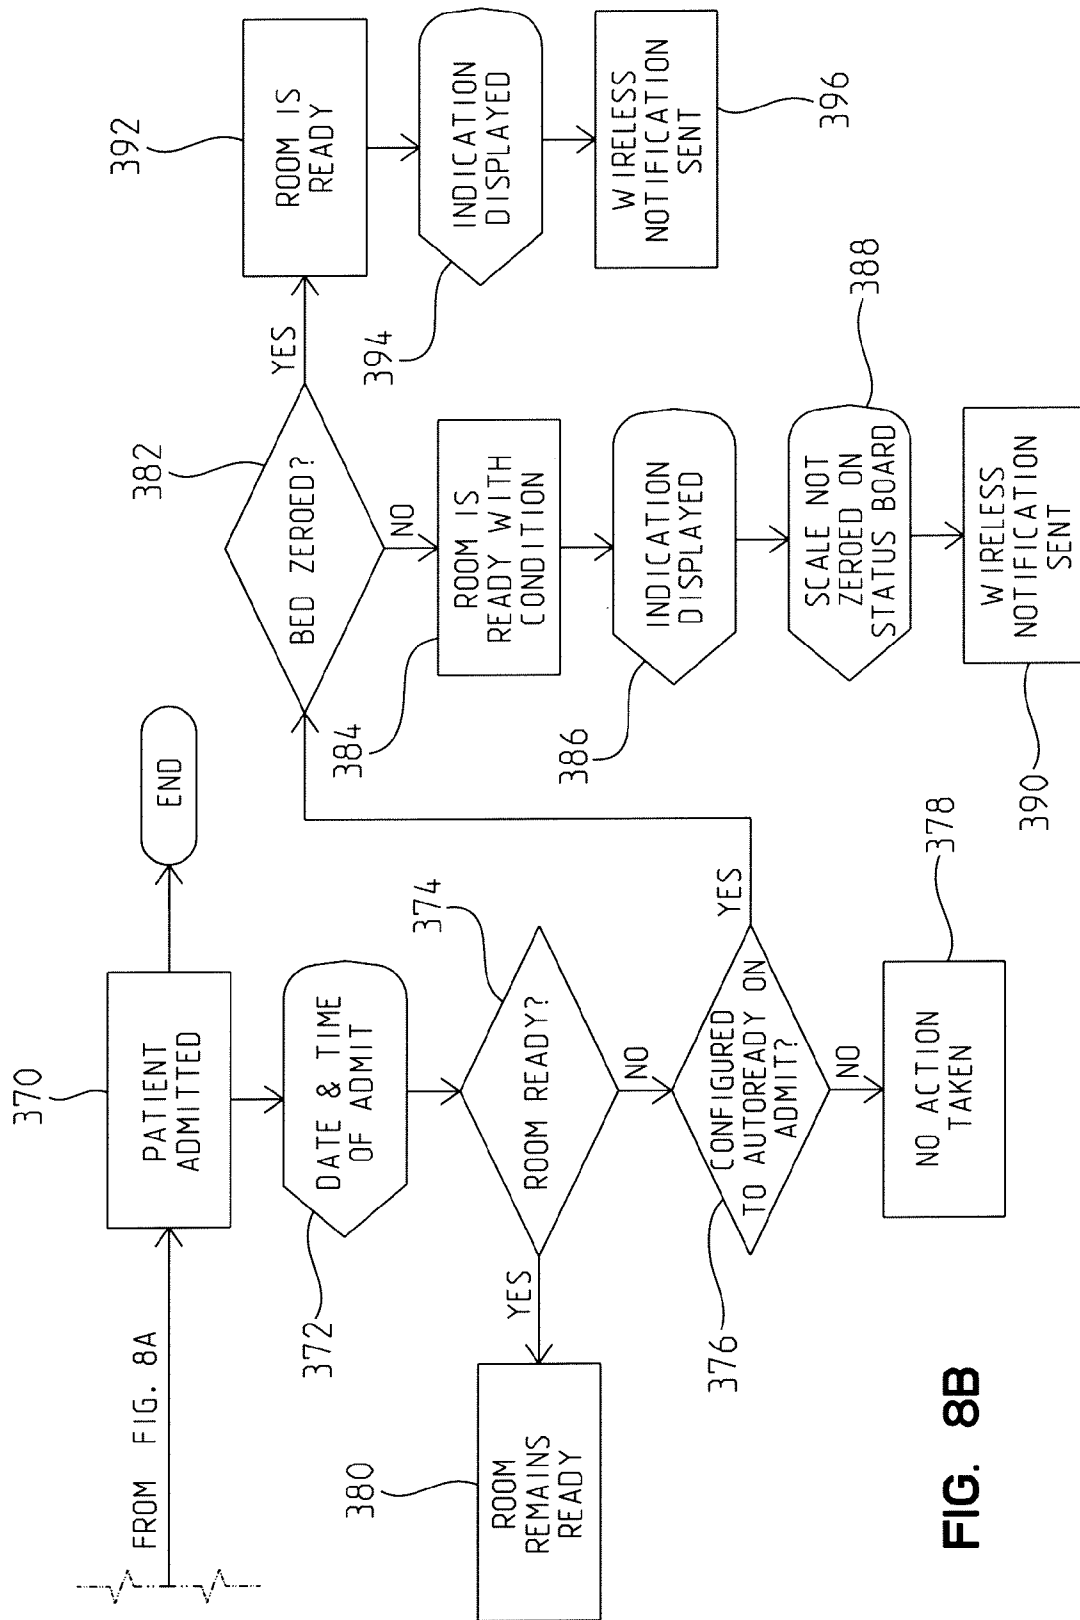 FROM FIG. 8A
370
PATIENT
ADMITTED
END
372
DATE & TIME
OF ADMIT
374
ROOM READY?
YES
NO
380
ROOM
REMAINS
READY
376
CONFIGURED
TO AUTOREADY ON
ADMIT?
YES
NO
378
NO ACTION
TAKEN
382
BED ZEROED?
YES
NO
384
ROOM IS
READY WITH
CONDITION
386
INDICATION
DISPLAYED
388
SCALE NOT
ZEROED ON
STATUS BOARD
390
WIRELESS
NOTIFICATION
SENT
392
ROOM IS
READY
394
INDICATION
DISPLAYED
396
WIRELESS
NOTIFICATION
SENT
FIG. 8B